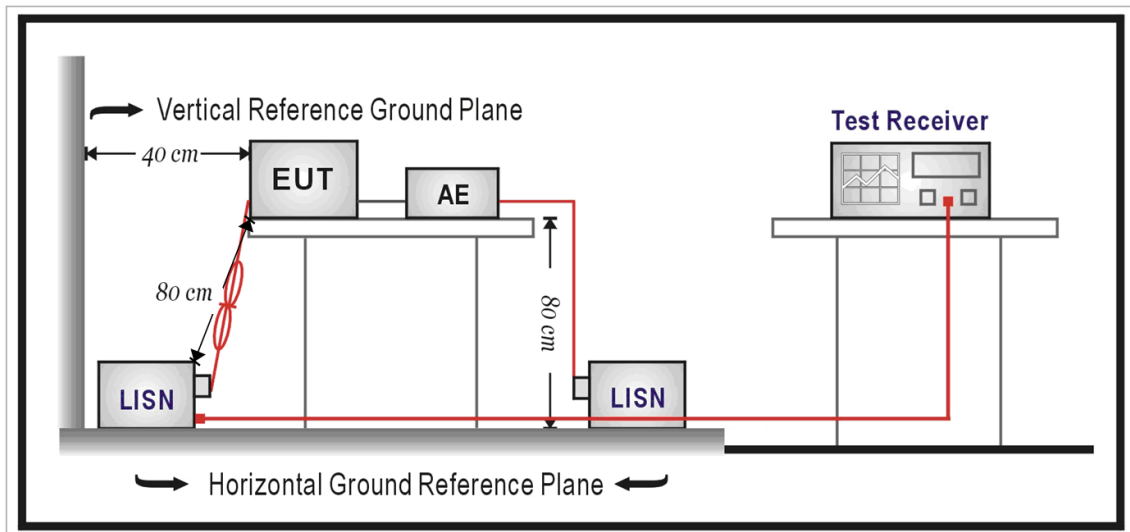 Vertical Reference Ground Plane
Test Receiver
40 cm
EUT
AE
80 cm
80 cm
LISN
LISN
Horizontal Ground Reference Plane